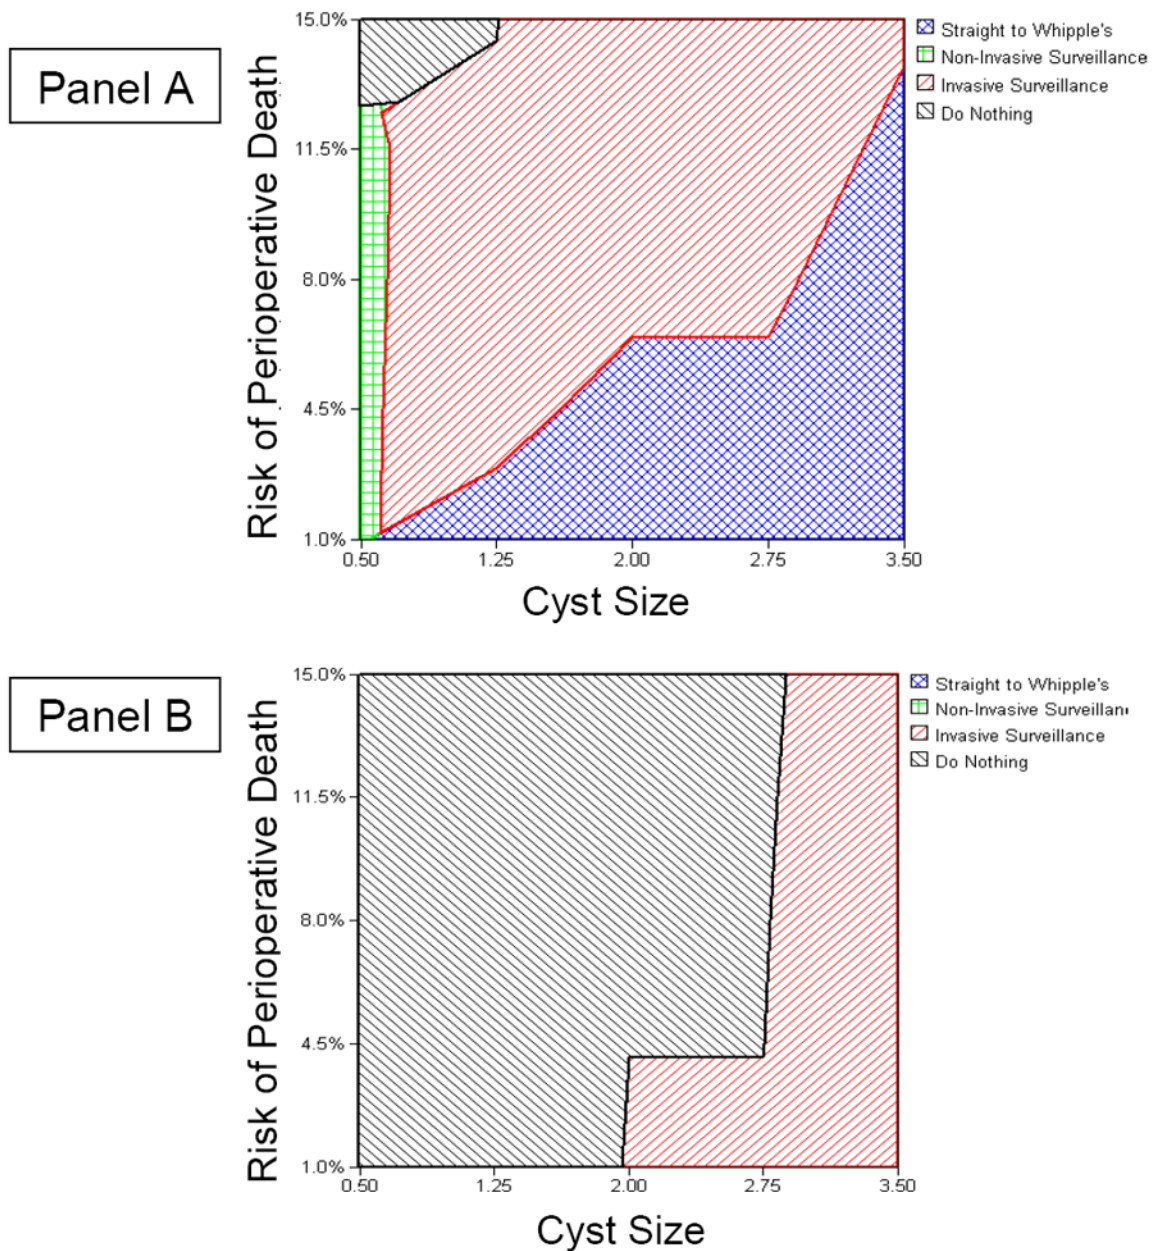 Panel A
Risk of Perioperative Death
15.0%
11.5%
8.0%
4.5%
1.0%
0.50 1.25 2.00 2.75 3.50
Cyst Size
Straight to Whipple's
Non-Invasive Surveillance
Invasive Surveillance
Do Nothing
Panel B
Risk of Perioperative Death
15.0%
11.5%
8.0%
4.5%
1.0%
0.50 1.25 2.00 2.75 3.50
Cyst Size
Straight to Whipple's
Non-Invasive Surveillan
Invasive Surveillance
Do Nothing